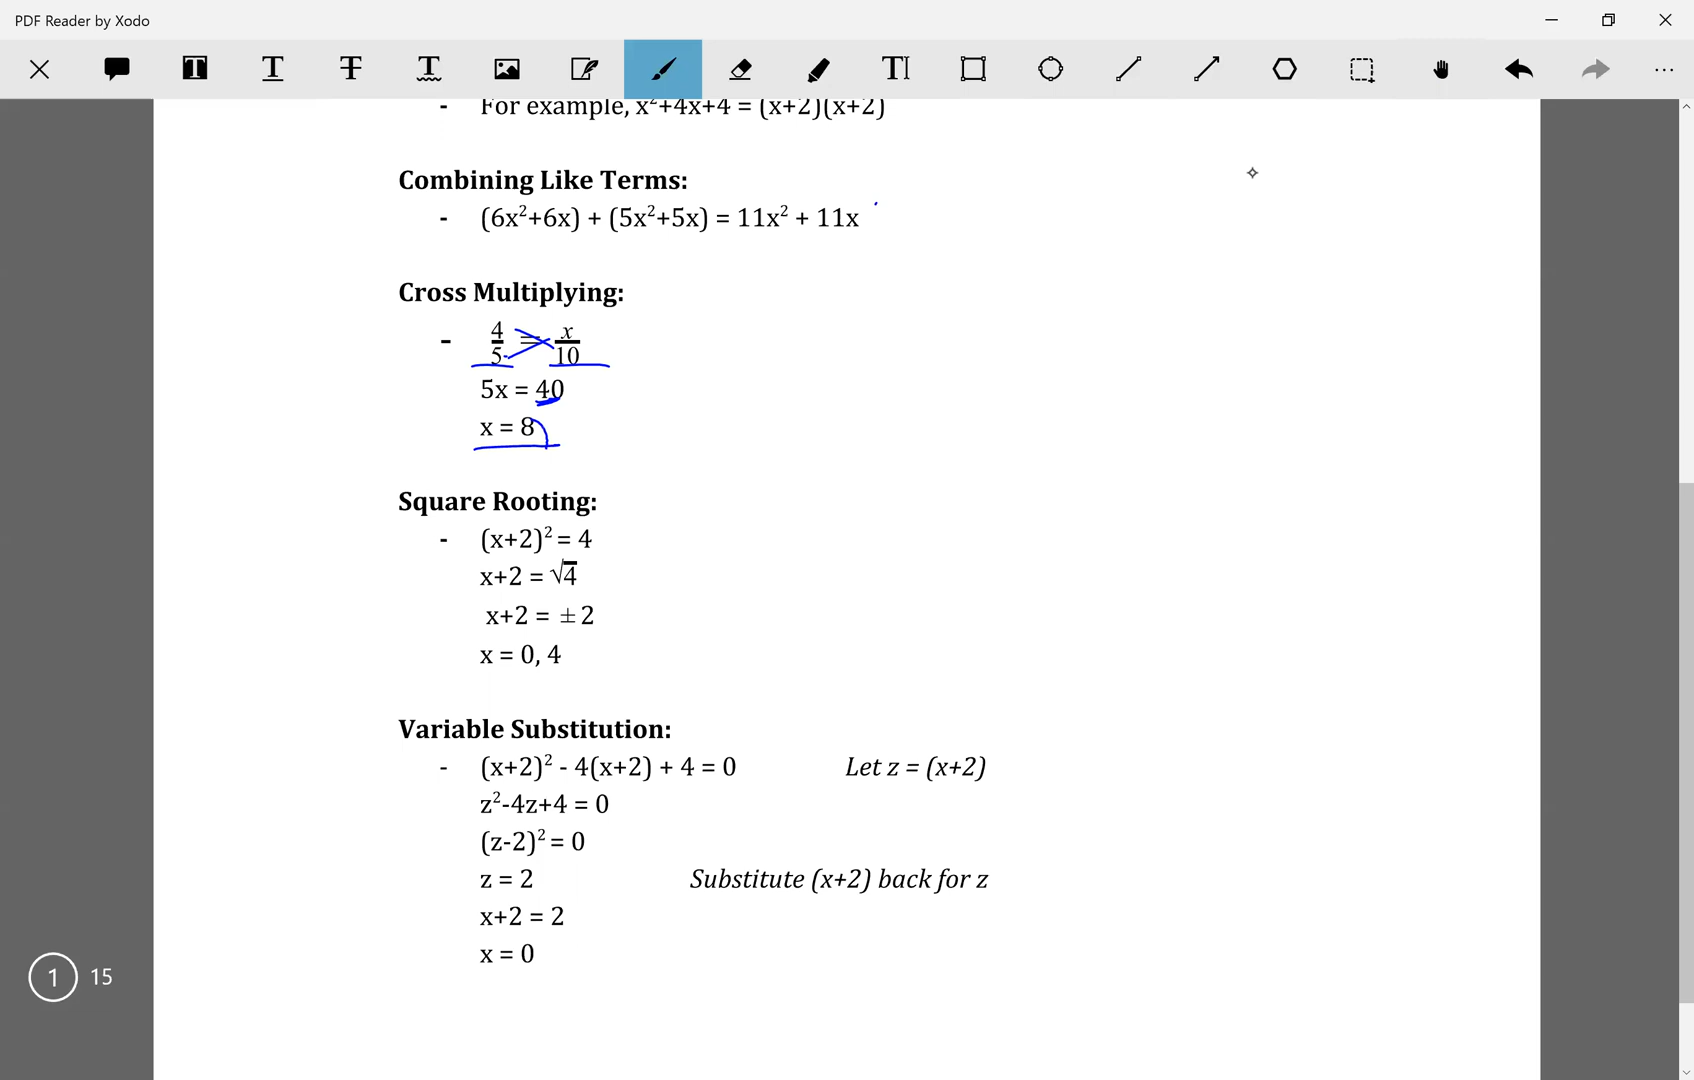 PDF Reader by Xodo
- For example, x²+4x+4 = (x+2)(x+2)
Combining Like Terms:
- (6x²+6x) + (5x²+5x) = 11x² + 11x
Cross Multiplying:
- 4/5 = x/10
5x = 40
x = 8
Square Rooting:
- (x+2)² = 4
x+2 = √4
x+2 = ± 2
x = 0, 4
Variable Substitution:
- (x+2)² - 4(x+2) + 4 = 0 Let z = (x+2)
z²-4z+4 = 0
(z-2)² = 0
z = 2 Substitute (x+2) back for z
x+2 = 2
x = 0
1 15